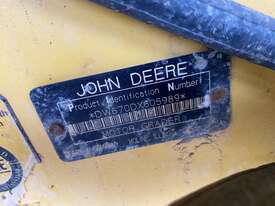 JOHN DEERE
Product Identification Number
*DW670DX605989*
MOTOR GRADER